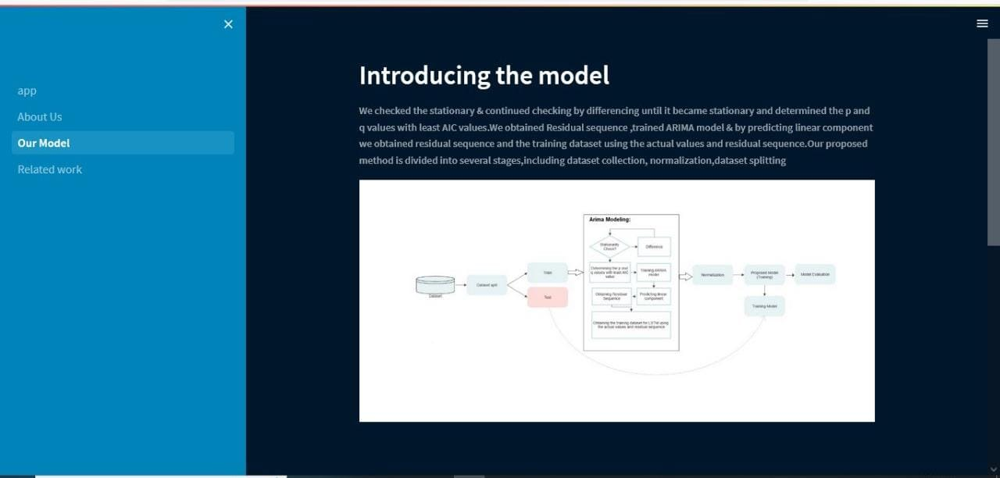 app
About Us
Our Model
Related work
Introducing the model
We checked the stationary & continued checking by differencing until it became stationary and determined the p and
q values with least AIC values.We obtained Residual sequence ,trained ARIMA model & by predicting linear component
we obtained residual sequence and the training dataset using the actual values and residual sequence.Our proposed
method is divided into several stages,including dataset collection, normalization,dataset splitting
Arima Modeling:
Stationarity
Check?
Difference
Determining the p and
q values with least AIC
value
Training ARIMA
model
Obtaining Residual
Sequence
Predicting linear
component
Obtaining the training dataset for LSTM using
the actual values and residual sequence
Dataset
Dataset split
Train
Test
Normalization
Proposed Model
(Training)
Model Evaluation
Training Model